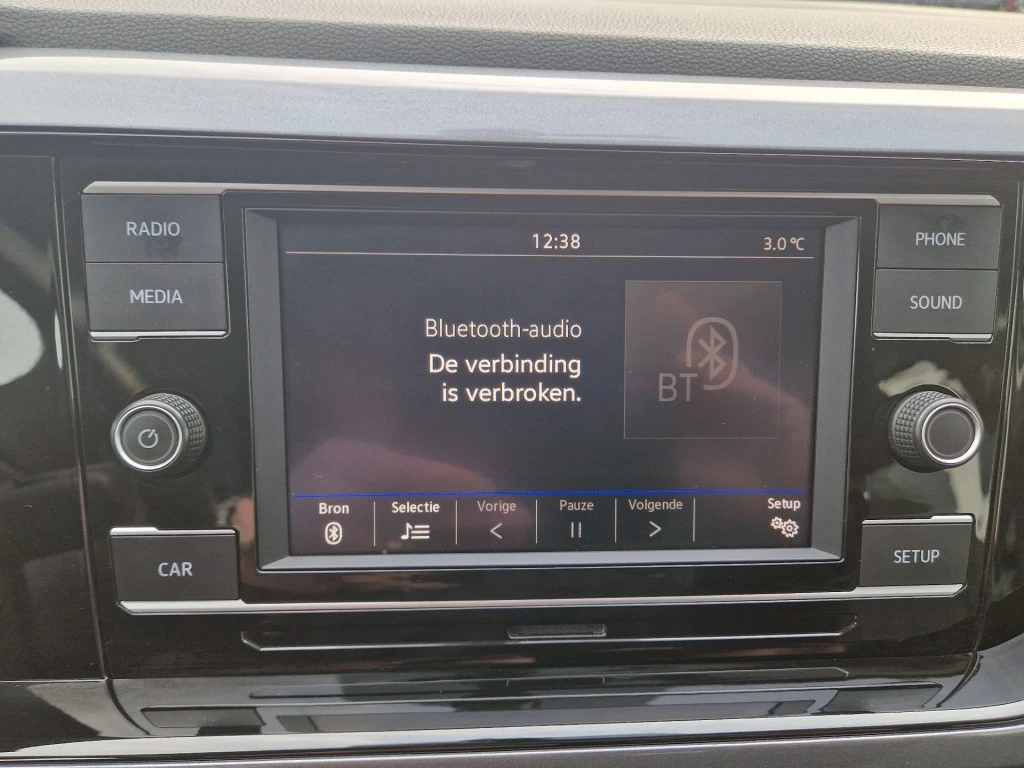 RADIO
MEDIA
CAR
12:38
3.0 °C
Bluetooth-audio
De verbinding
is verbroken.
BT
Bron
Selectie
Vorige
Pauze
Volgende
Setup
PHONE
SOUND
SETUP